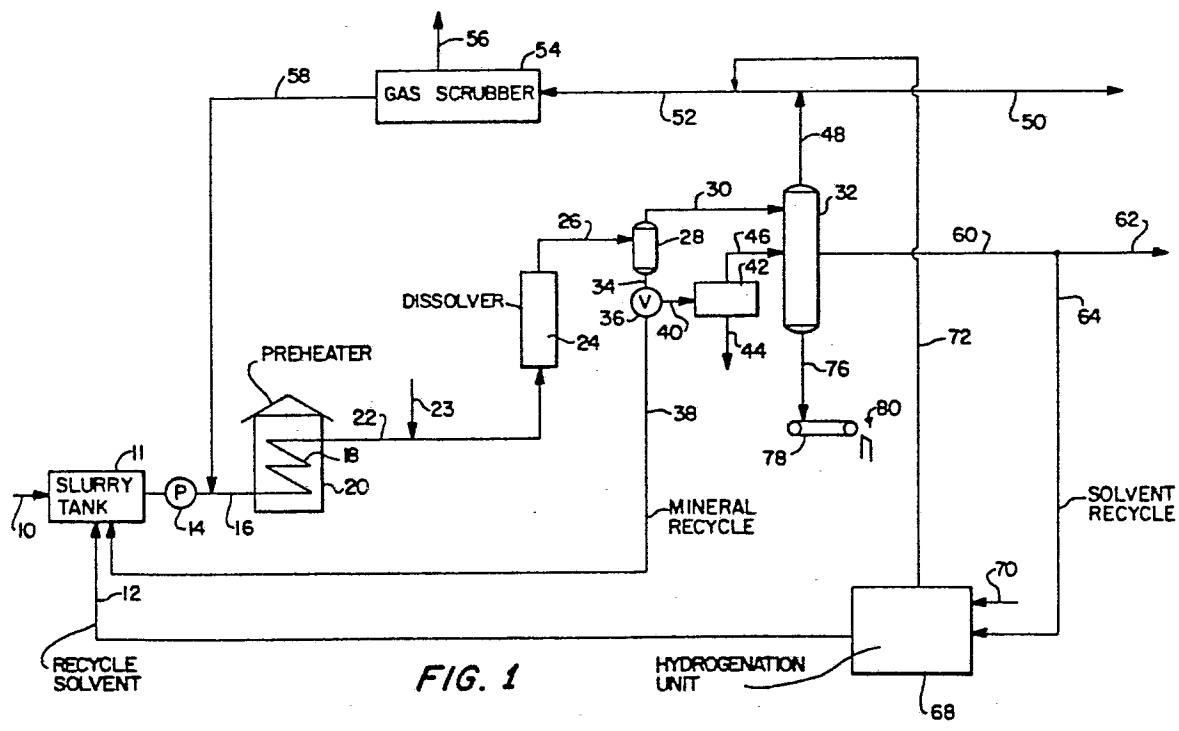 56
54
58
GAS SCRUBBER
52
50
48
30
32
26
28
46
60
62
42
34
DISSOLVER
V
36
40
24
44
64
72
PREHEATER
76
22
23
38
80
78
11
18
SLURRY
TANK
P
20
10
14
16
MINERAL
RECYCLE
SOLVENT
RECYCLE
12
70
RECYCLE
SOLVENT
FIG. 1
HYDROGENATION
UNIT
68